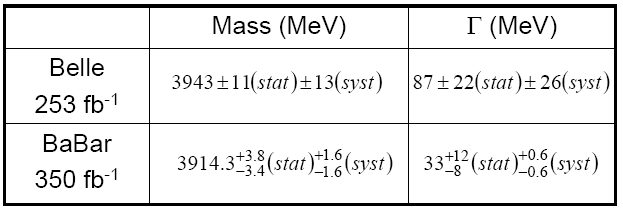 Mass (MeV) Γ (MeV)
Belle
253 fb⁻¹
3943±11(stat)±13(syst) 87±22(stat)±26(syst)
BaBar
350 fb⁻¹
3914.3⁺³·⁸₋₃.₄(stat)⁺¹·⁶₋₁.₆(syst) 33⁺¹²₋₈(stat)⁺⁰·⁶₋₀.₆(syst)